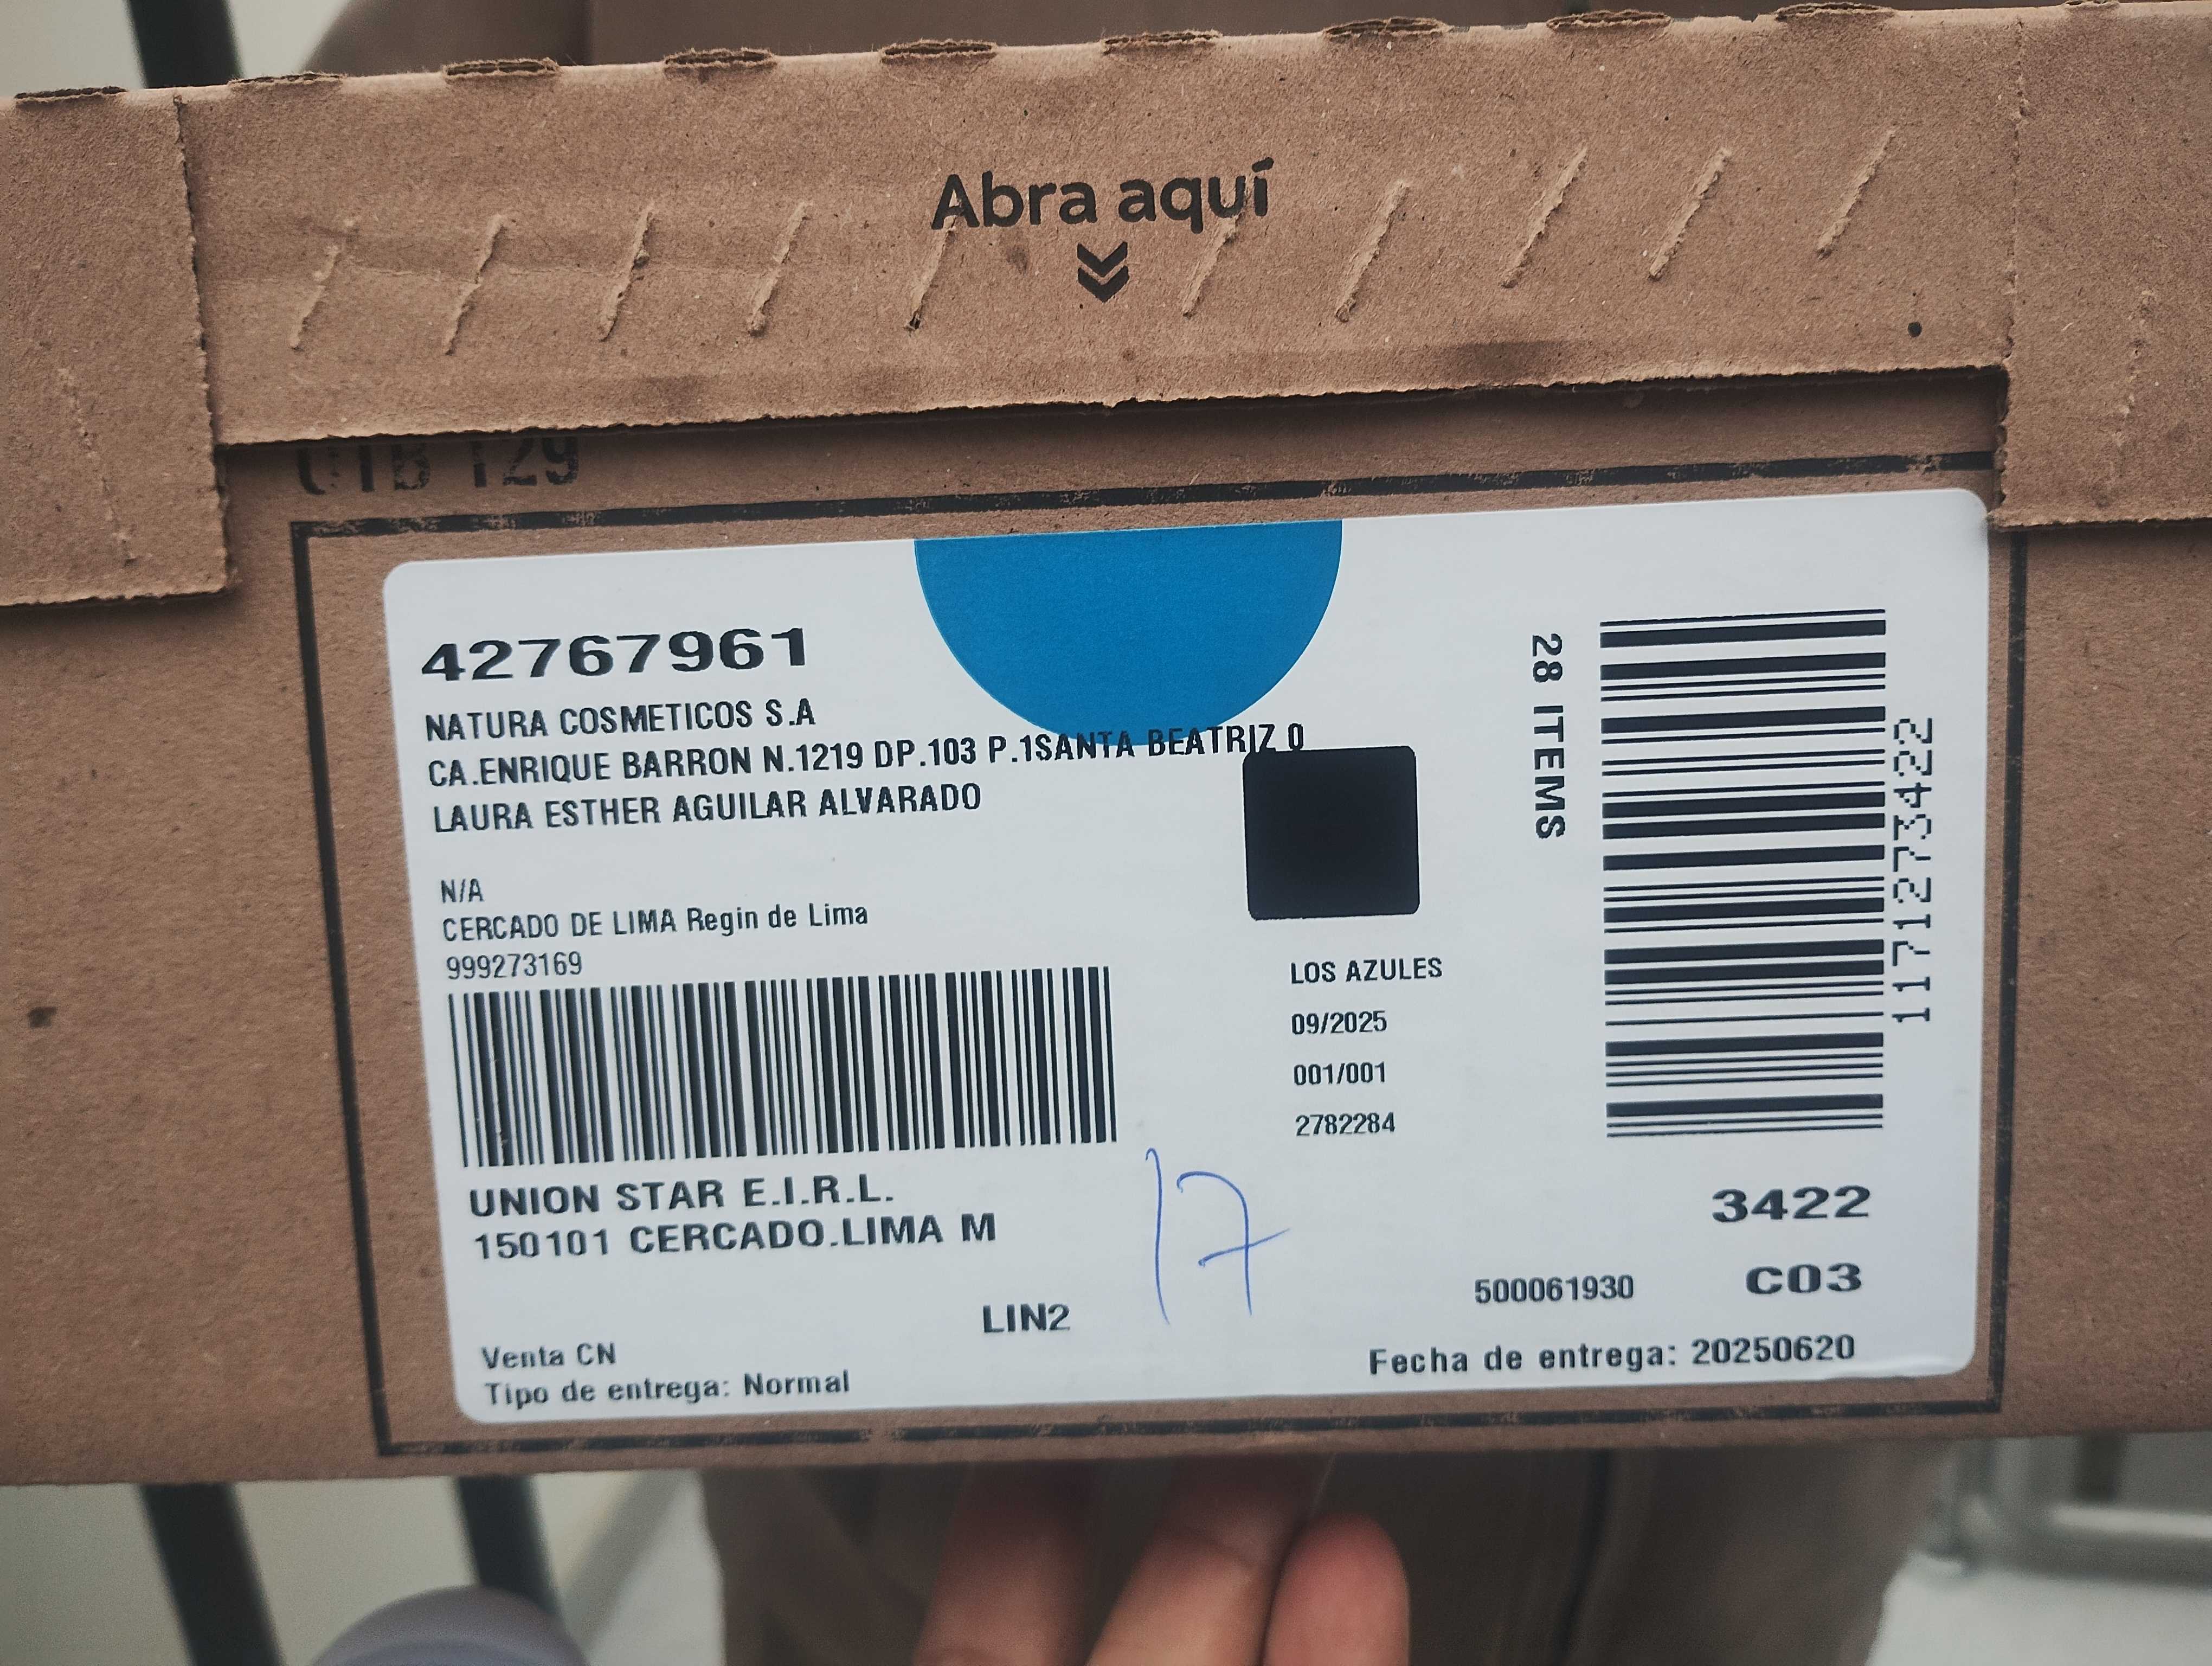 Abra aquí
129
42767961
NATURA COSMETICOS S.A
CA.ENRIQUE BARRON N.1219 DP.103 P.1SANTA BEATRIZ 0
LAURA ESTHER AGUILAR ALVARADO
N/A
CERCADO DE LIMA Regin de Lima
999273169
28 ITEMS
1171273422
LOS AZULES
09/2025
001/001
2782284
UNION STAR E.I.R.L.
150101 CERCADO.LIMA M
17
3422
500061930 C03
LIN2
Venta CN
Tipo de entrega: Normal
Fecha de entrega: 20250620